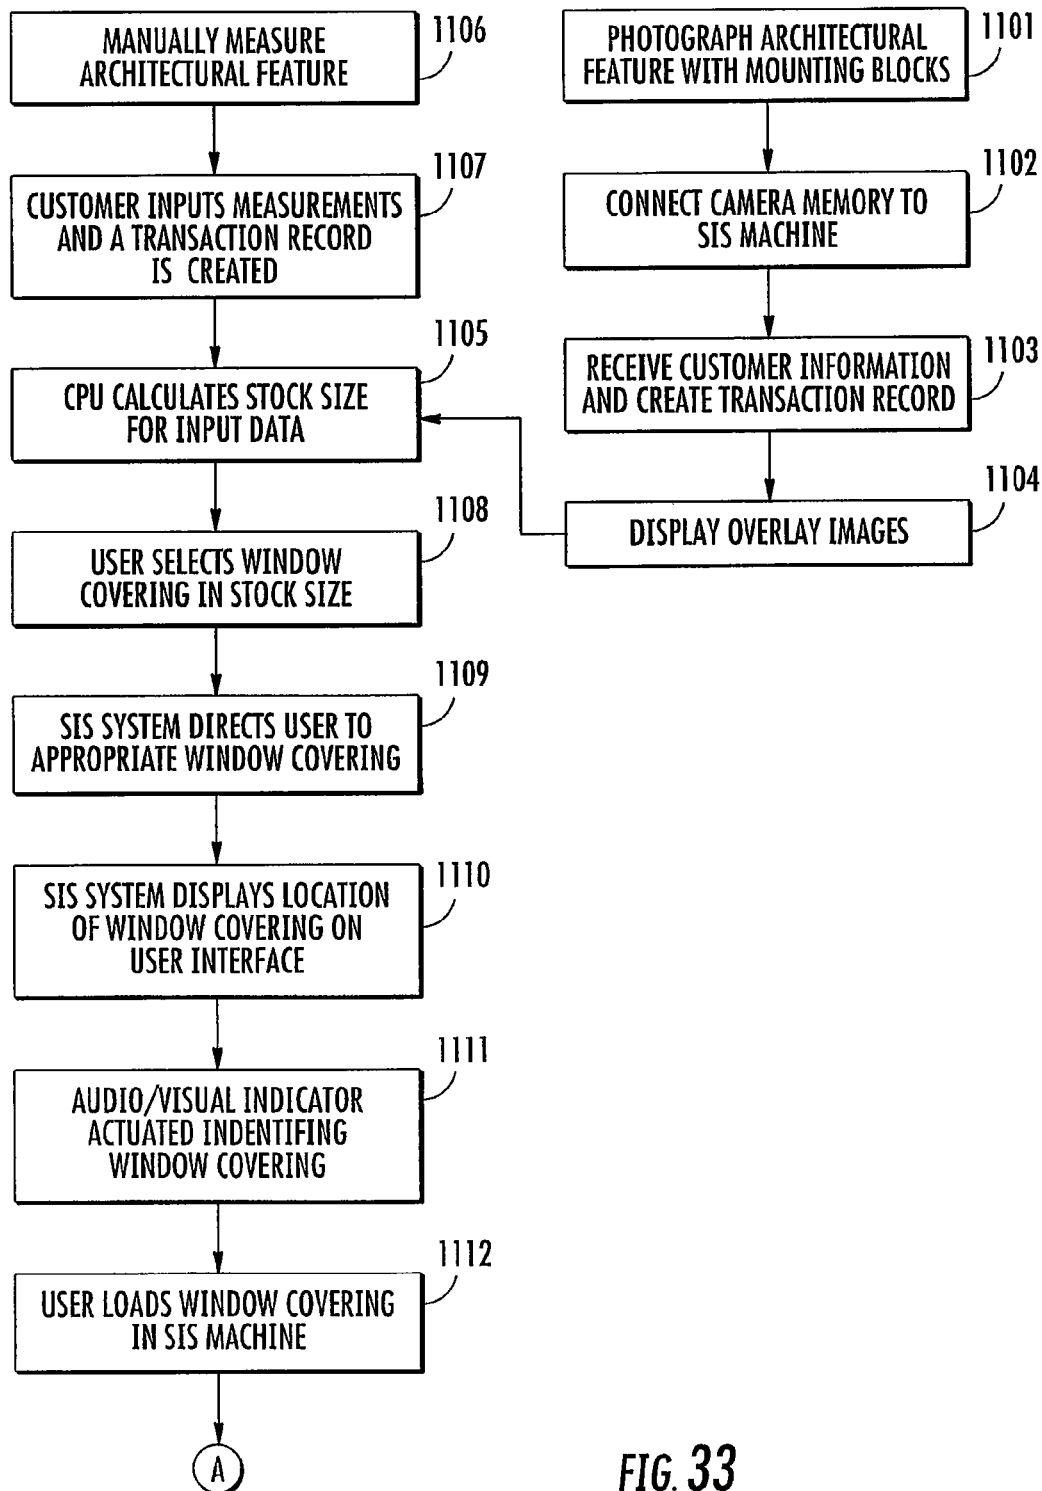 MANUALLY MEASURE
ARCHITECTURAL FEATURE
1106
CUSTOMER INPUTS MEASUREMENTS
AND A TRANSACTION RECORD
IS CREATED
1107
CPU CALCULATES STOCK SIZE
FOR INPUT DATA
1105
USER SELECTS WINDOW
COVERING IN STOCK SIZE
1108
SIS SYSTEM DIRECTS USER TO
APPROPRIATE WINDOW COVERING
1109
SIS SYSTEM DISPLAYS LOCATION
OF WINDOW COVERING ON
USER INTERFACE
1110
AUDIO/VISUAL INDICATOR
ACTUATED INDENTIFING
WINDOW COVERING
1111
USER LOADS WINDOW COVERING
IN SIS MACHINE
1112
A
PHOTOGRAPH ARCHITECTURAL
FEATURE WITH MOUNTING BLOCKS
1101
CONNECT CAMERA MEMORY TO
SIS MACHINE
1102
RECEIVE CUSTOMER INFORMATION
AND CREATE TRANSACTION RECORD
1103
DISPLAY OVERLAY IMAGES
1104
FIG. 33